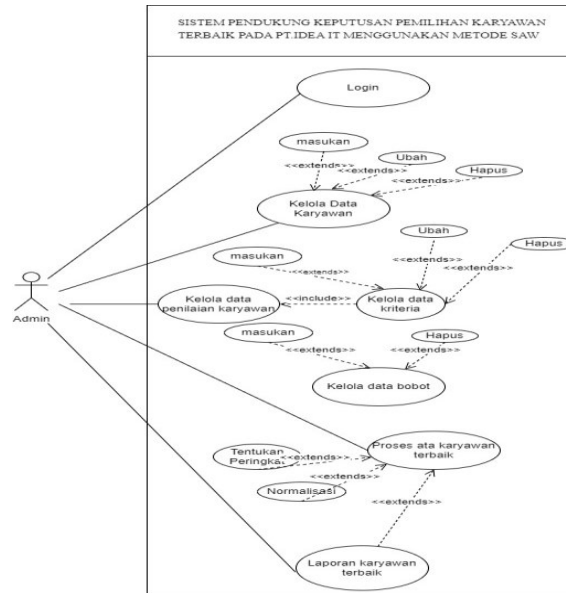 SISTEM PENDUKUNG KEPUTUSAN PEMILIHAN KARYAWAN
TERBAIK PADA PT.IDEA IT MENGGUNAKAN METODE SAW
Login
masukan
<<extends>>
Ubah
<<extends>>
Hapus
<<extends>>
Kelola Data
Karyawan
Ubah
Hapus
masukan
<<extends>>
<<extends>>
<<extends>>
Admin
Kelola data
penilaian karyawan
<<include>>
Kelola data
kriteria
masukan
<<extends>>
Hapus
<<extends>>
Kelola data bobot
Tentukan
Peringkat
<<extends>>
Proses ata karyawan
terbaik
Normalisasi
<<extends>>
<<extends>>
Laporan karyawan
terbaik